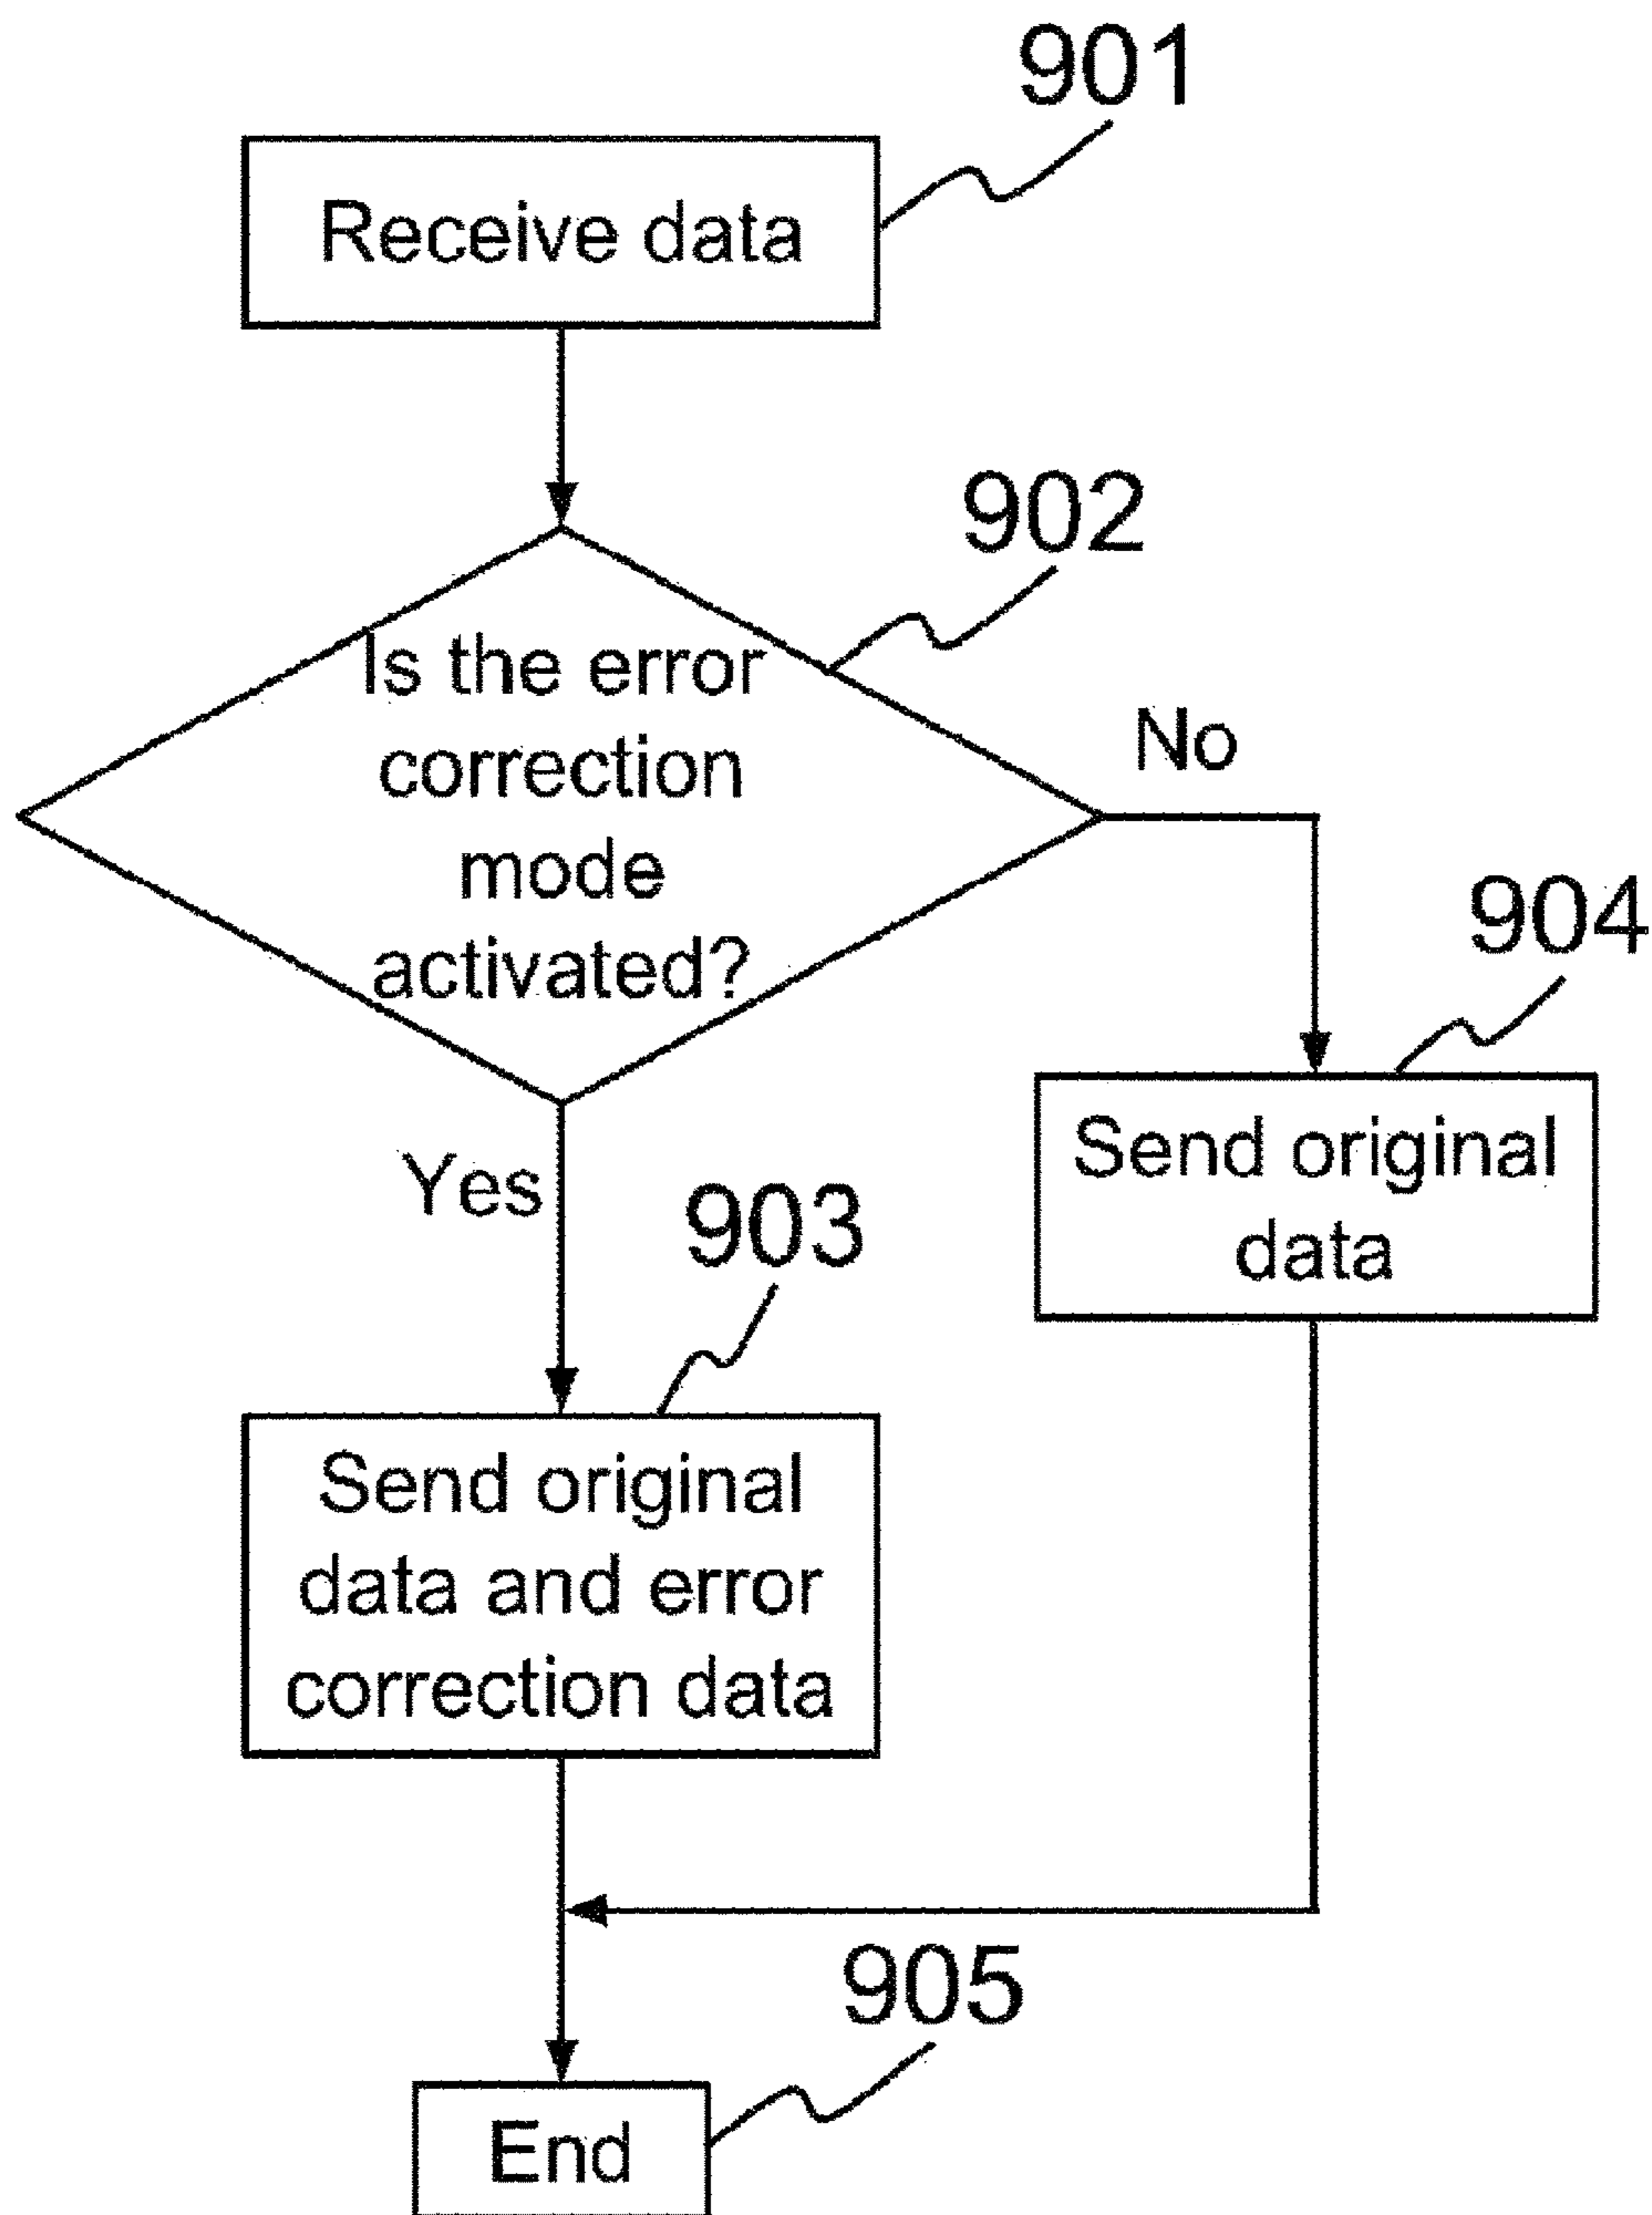 901
Receive data
902
Is the error
correction
mode
activated?
No
904
Send original
data
Yes
903
Send original
data and error
correction data
905
End